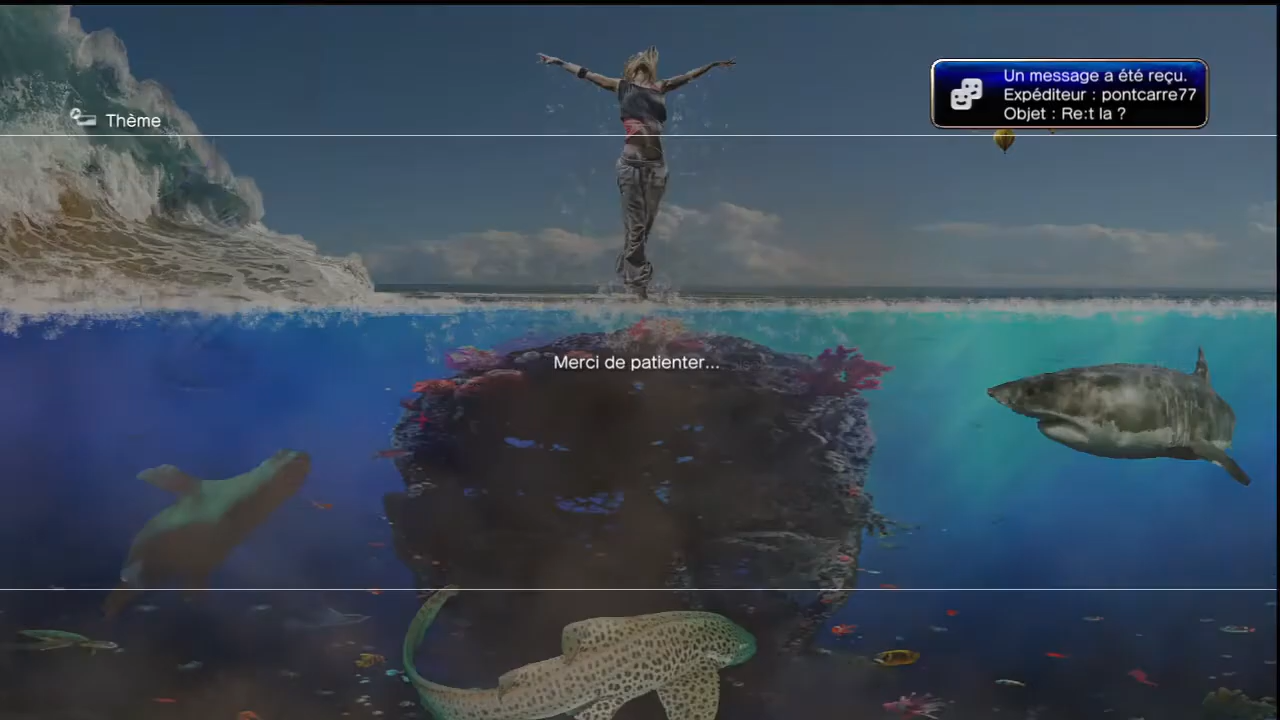 Un message a été reçu.
Expéditeur : pontcarre77
Objet : Re:t la ?
Thème
Merci de patienter...